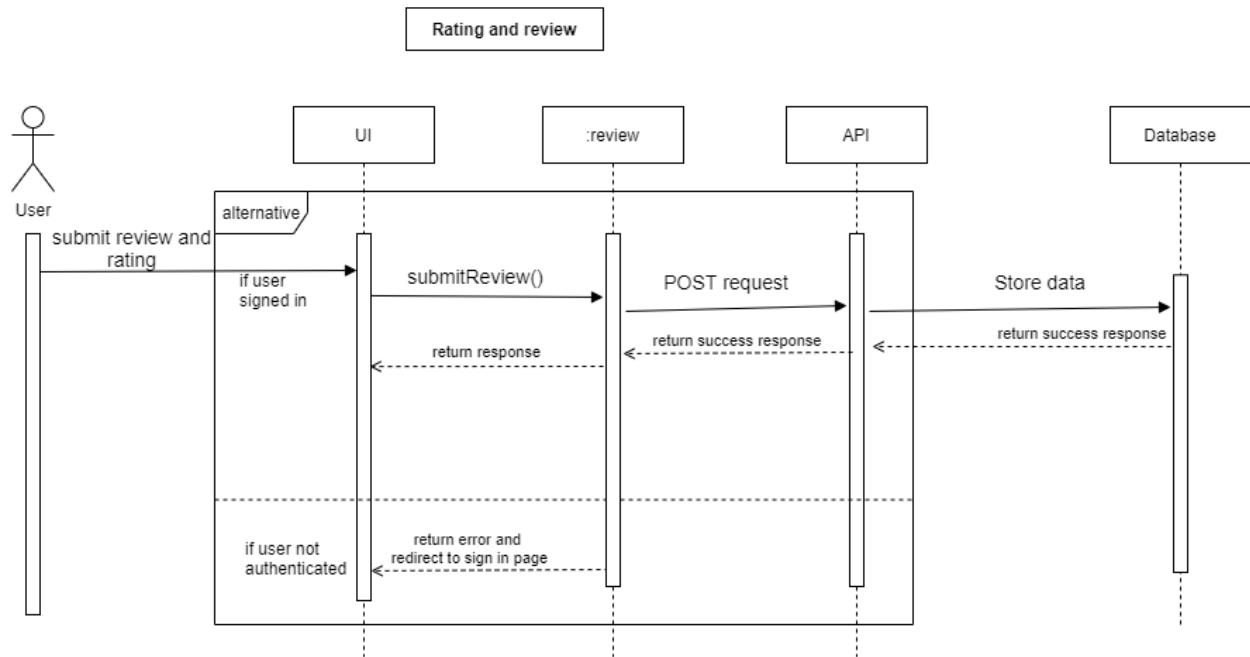 Rating and review
UI
:review
API
Database
User
alternative
submit review and
rating
if user
signed in
submitReview()
POST request
Store data
return response
return success response
return success response
if user not
authenticated
return error and
redirect to sign in page